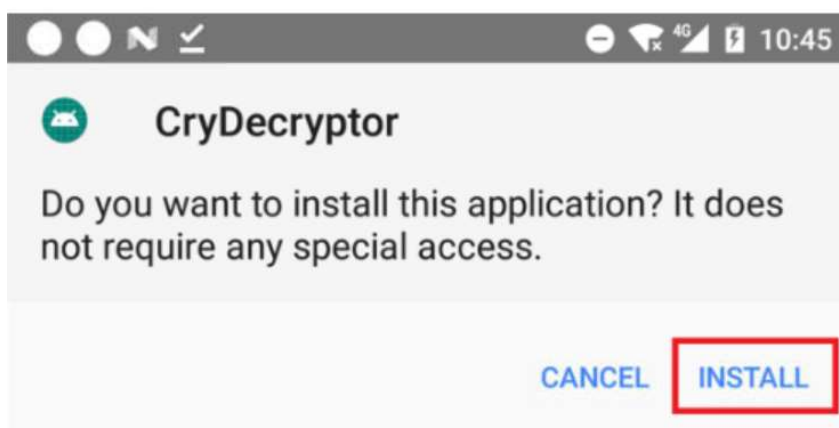 4G 10:45
CryDecryptor
Do you want to install this application? It does
not require any special access.
CANCEL INSTALL